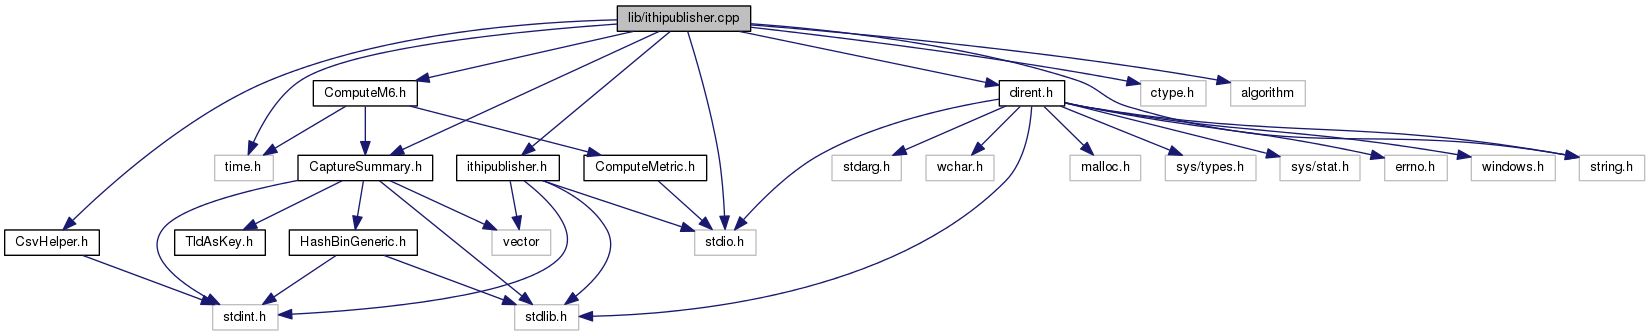 lib/ithipublisher.cpp
ComputeM6.h
dirent.h
ctype.h
algorithm
time.h
CaptureSummary.h
ithipublisher.h
ComputeMetric.h
stdarg.h
wchar.h
malloc.h
sys/types.h
sys/stat.h
errno.h
windows.h
string.h
CsvHelper.h
TldAsKey.h
HashBinGeneric.h
vector
stdio.h
stdint.h
stdlib.h